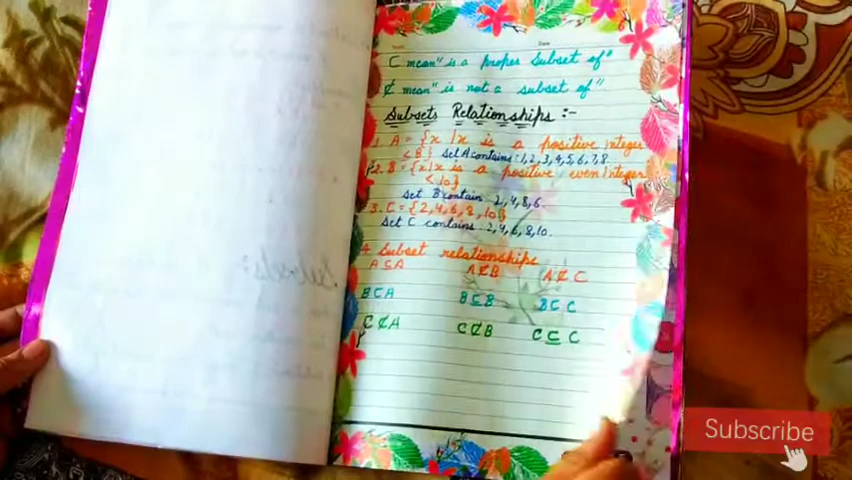 Date
⊂ mean "is a proper Subset of"
⊄ mean "is not a subset of".
Subsets Relationships :-
1. A = {x | x is a positive Integer
≤ 8} Set A contains : 1, 2, 3, 4, 5, 6, 7, 8.
2. B = {x | x is a positive even Integer
< 10}
Set B contain. 2, 4, 8, 6.
3. C = {2, 4, 6, 8, 10}
Set C contains. 2, 4, 6, 8, 10.
4 Subset relationships
A ⊆ A A ⊄ B A ⊄ C
B ⊂ A B ⊆ B B ⊂ C
C ⊄ A C ⊄ B C ⊆ C
Subsets:
Subscribe